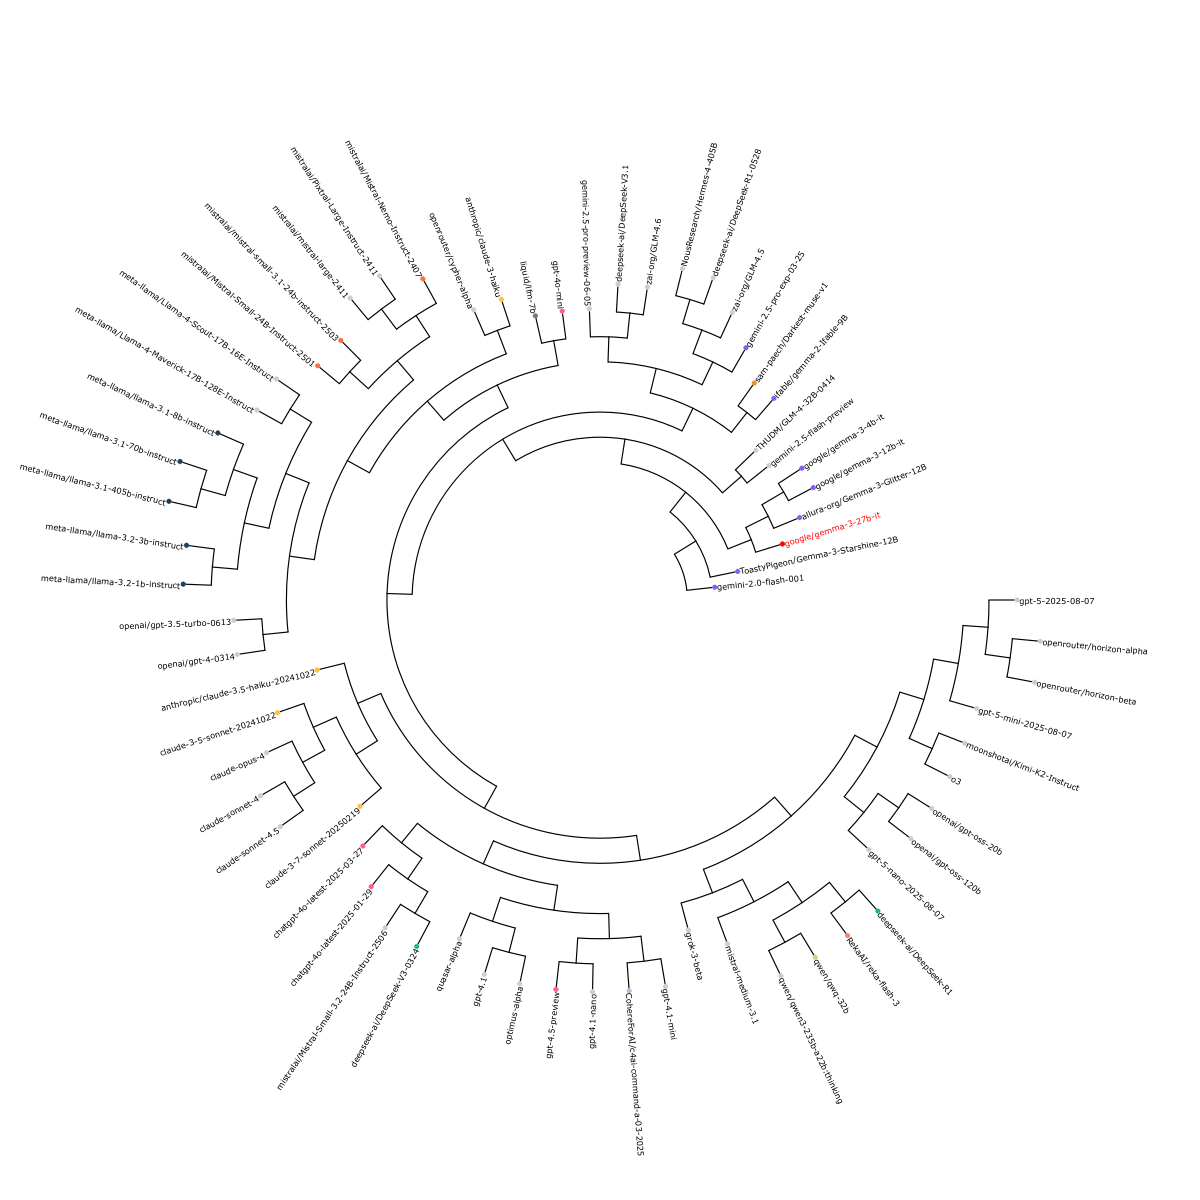 gpt-5-2025-08-07
openrouter/horizon-alpha
openrouter/horizon-beta
gpt-5-mini-2025-08-07
moonshotai/Kimi-K2-Instruct
o3
openai/gpt-oss-20b
openai/gpt-oss-120b
gpt-5-nano-2025-08-07
deepseek-ai/DeepSeek-R1
RekaAI/reka-flash-3
qwen/qwq-32b
qwen/qwen3-235b-a22b:thinking
mistral-medium-3.1
grok-3-beta
gpt-4.1-mini
CohereForAI/c4ai-command-a-03-2025
gpt-4.1-nano
gpt-4.5-preview
optimus-alpha
gpt-4.1
quasar-alpha
deepseek-ai/DeepSeek-V3-0324
mistralai/Mistral-Small-3.2-24B-Instruct-2506
chatgpt-4o-latest-2025-01-29
chatgpt-4o-latest-2025-03-27
claude-3-7-sonnet-20250219
claude-sonnet-4.5
claude-sonnet-4
claude-opus-4
claude-3-5-sonnet-20241022
anthropic/claude-3.5-haiku-20241022
openai/gpt-4-0314
openai/gpt-3.5-turbo-0613
meta-llama/llama-3.2-1b-instruct
meta-llama/llama-3.2-3b-instruct
meta-llama/llama-3.1-405b-instruct
meta-llama/llama-3.1-70b-instruct
meta-llama/llama-3.1-8b-instruct
meta-llama/Llama-4-Maverick-17B-128E-Instruct
meta-llama/Llama-4-Scout-17B-16E-Instruct
mistralai/Mistral-Small-24B-Instruct-2501
mistralai/mistral-small-3.1-24b-instruct-2503
mistralai/mistral-large-2411
mistralai/Pixtral-Large-Instruct-2411
mistralai/Mistral-Nemo-Instruct-2407
openrouter/cypher-alpha
anthropic/claude-3-haiku
liquid/lfm-7b
gpt-4o-mini
gemini-2.5-pro-preview-06-05
deepseek-ai/DeepSeek-V3.1
zai-org/GLM-4.6
NousResearch/Hermes-4-405B
deepseek-ai/DeepSeek-R1-0528
zai-org/GLM-4.5
gemini-2.5-pro-exp-03-25
sam-paech/Darkest-muse-v1
ifable/gemma-2-Ifable-9B
THUDM/GLM-4-32B-0414
gemini-2.5-flash-preview
google/gemma-3-4b-it
google/gemma-3-12b-it
allura-org/Gemma-3-Glitter-12B
google/gemma-3-27b-it
ToastyPigeon/Gemma-3-Starshine-12B
gemini-2.0-flash-001